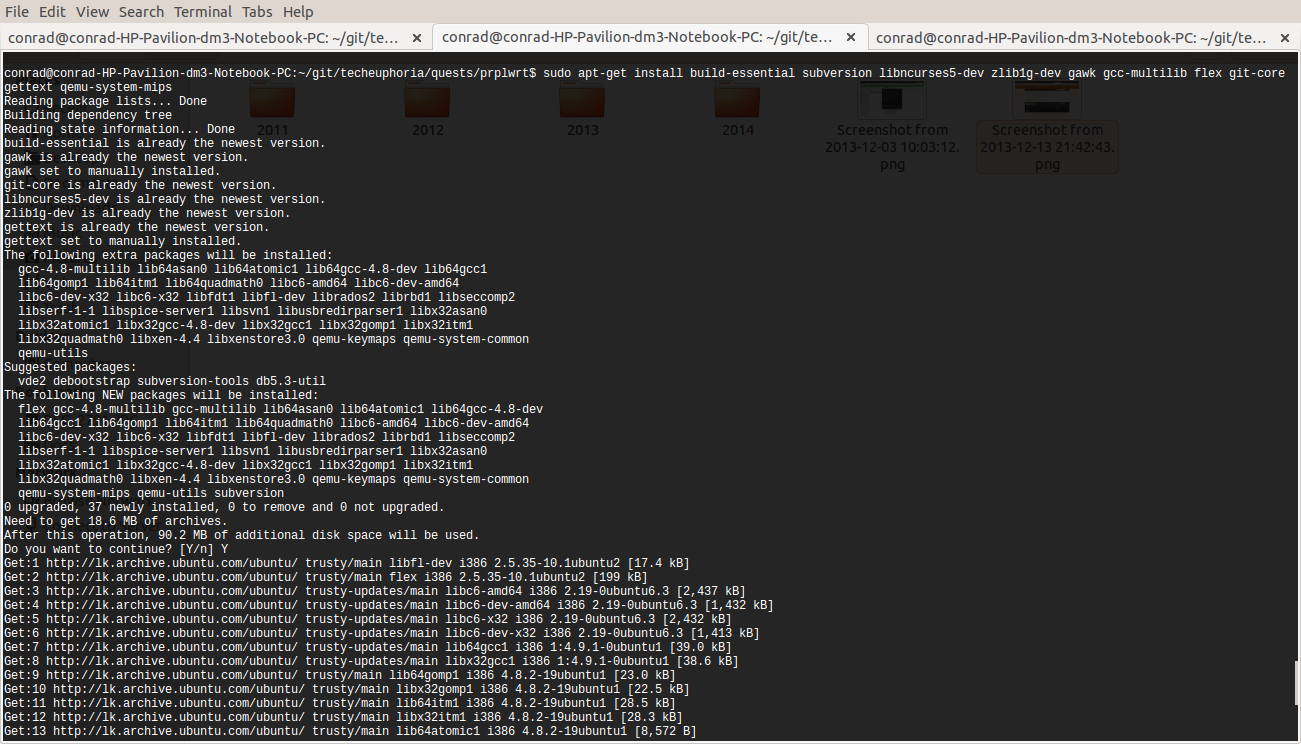 File Edit View Search Terminal Tabs Help
conrad@conrad-HP-Pavilion-dm3-Notebook-PC: ~/git/te... × conrad@conrad-HP-Pavilion-dm3-Notebook-PC: ~/git/te... × conrad@conrad-HP-Pavilion-dm3-Notebook-PC: ~/git/te... ×
conrad@conrad-HP-Pavilion-dm3-Notebook-PC:~/git/techeuphoria/quests/prplwrt$ sudo apt-get install build-essential subversion libncurses5-dev zlib1g-dev gawk gcc-multilib flex git-core
gettext qemu-system-mips
Reading package lists... Done
Building dependency tree
Reading state information... Done
2011 2012 2013 2014
Screenshot from
2013-12-03 10:03:12.
png
Screenshot from
2013-12-13 21:42:43.
png
build-essential is already the newest version.
gawk is already the newest version.
gawk set to manually installed.
git-core is already the newest version.
libncurses5-dev is already the newest version.
zlib1g-dev is already the newest version.
gettext is already the newest version.
gettext set to manually installed.
The following extra packages will be installed:
  gcc-4.8-multilib lib64asan0 lib64atomic1 lib64gcc-4.8-dev lib64gcc1
  lib64gomp1 lib64itm1 lib64quadmath0 libc6-amd64 libc6-dev-amd64
  libc6-dev-x32 libc6-x32 libfdt1 libfl-dev librados2 librbd1 libseccomp2
  libserf-1-1 libspice-server1 libsvn1 libusbredirparser1 libx32asan0
  libx32atomic1 libx32gcc-4.8-dev libx32gcc1 libx32gomp1 libx32itm1
  libx32quadmath0 libxen-4.4 libxenstore3.0 qemu-keymaps qemu-system-common
  qemu-utils
Suggested packages:
  vde2 debootstrap subversion-tools db5.3-util
The following NEW packages will be installed:
  flex gcc-4.8-multilib gcc-multilib lib64asan0 lib64atomic1 lib64gcc-4.8-dev
  lib64gcc1 lib64gomp1 lib64itm1 lib64quadmath0 libc6-amd64 libc6-dev-amd64
  libc6-dev-x32 libc6-x32 libfdt1 libfl-dev librados2 librbd1 libseccomp2
  libserf-1-1 libspice-server1 libsvn1 libusbredirparser1 libx32asan0
  libx32atomic1 libx32gcc-4.8-dev libx32gcc1 libx32gomp1 libx32itm1
  libx32quadmath0 libxen-4.4 libxenstore3.0 qemu-keymaps qemu-system-common
  qemu-system-mips qemu-utils subversion
0 upgraded, 37 newly installed, 0 to remove and 0 not upgraded.
Need to get 18.6 MB of archives.
After this operation, 90.2 MB of additional disk space will be used.
Do you want to continue? [Y/n] Y
Get:1 http://lk.archive.ubuntu.com/ubuntu/ trusty/main libfl-dev i386 2.5.35-10.1ubuntu2 [17.4 kB]
Get:2 http://lk.archive.ubuntu.com/ubuntu/ trusty/main flex i386 2.5.35-10.1ubuntu2 [199 kB]
Get:3 http://lk.archive.ubuntu.com/ubuntu/ trusty-updates/main libc6-amd64 i386 2.19-0ubuntu6.3 [2,437 kB]
Get:4 http://lk.archive.ubuntu.com/ubuntu/ trusty-updates/main libc6-dev-amd64 i386 2.19-0ubuntu6.3 [1,432 kB]
Get:5 http://lk.archive.ubuntu.com/ubuntu/ trusty-updates/main libc6-x32 i386 2.19-0ubuntu6.3 [2,432 kB]
Get:6 http://lk.archive.ubuntu.com/ubuntu/ trusty-updates/main libc6-dev-x32 i386 2.19-0ubuntu6.3 [1,413 kB]
Get:7 http://lk.archive.ubuntu.com/ubuntu/ trusty-updates/main lib64gcc1 i386 1:4.9.1-0ubuntu1 [39.0 kB]
Get:8 http://lk.archive.ubuntu.com/ubuntu/ trusty-updates/main libx32gcc1 i386 1:4.9.1-0ubuntu1 [38.6 kB]
Get:9 http://lk.archive.ubuntu.com/ubuntu/ trusty/main lib64gomp1 i386 4.8.2-19ubuntu1 [23.0 kB]
Get:10 http://lk.archive.ubuntu.com/ubuntu/ trusty/main libx32gomp1 i386 4.8.2-19ubuntu1 [22.5 kB]
Get:11 http://lk.archive.ubuntu.com/ubuntu/ trusty/main lib64itm1 i386 4.8.2-19ubuntu1 [28.5 kB]
Get:12 http://lk.archive.ubuntu.com/ubuntu/ trusty/main libx32itm1 i386 4.8.2-19ubuntu1 [28.3 kB]
Get:13 http://lk.archive.ubuntu.com/ubuntu/ trusty/main lib64atomic1 i386 4.8.2-19ubuntu1 [8,572 B]